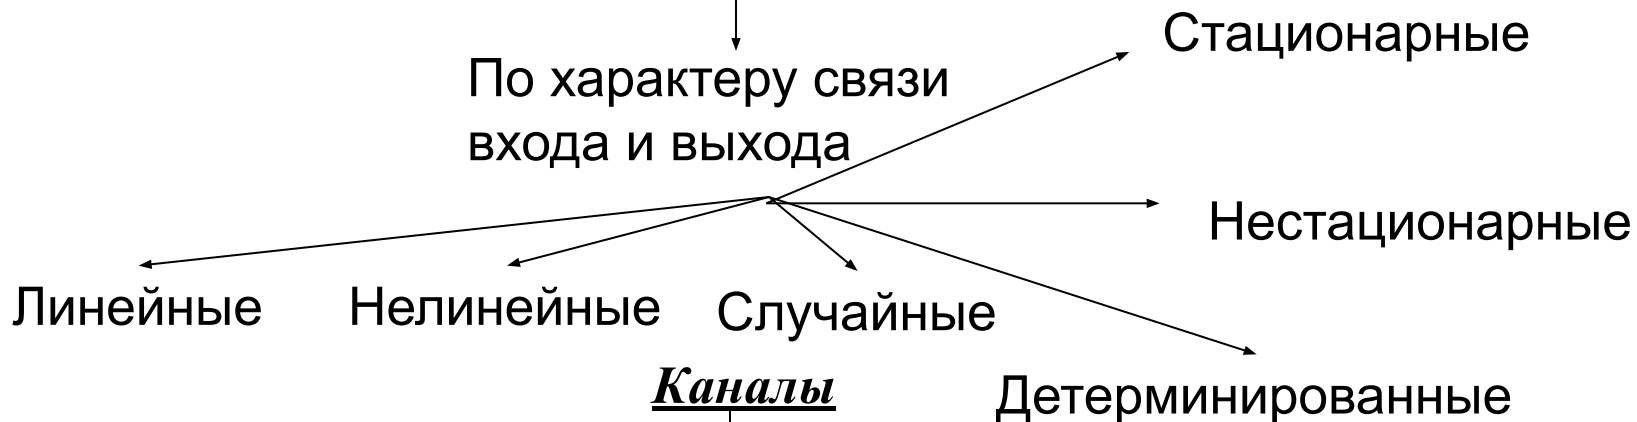 Стационарные
По характеру связи
входа и выхода
Нестационарные
Линейные
Нелинейные
Случайные
Каналы
Детерминированные